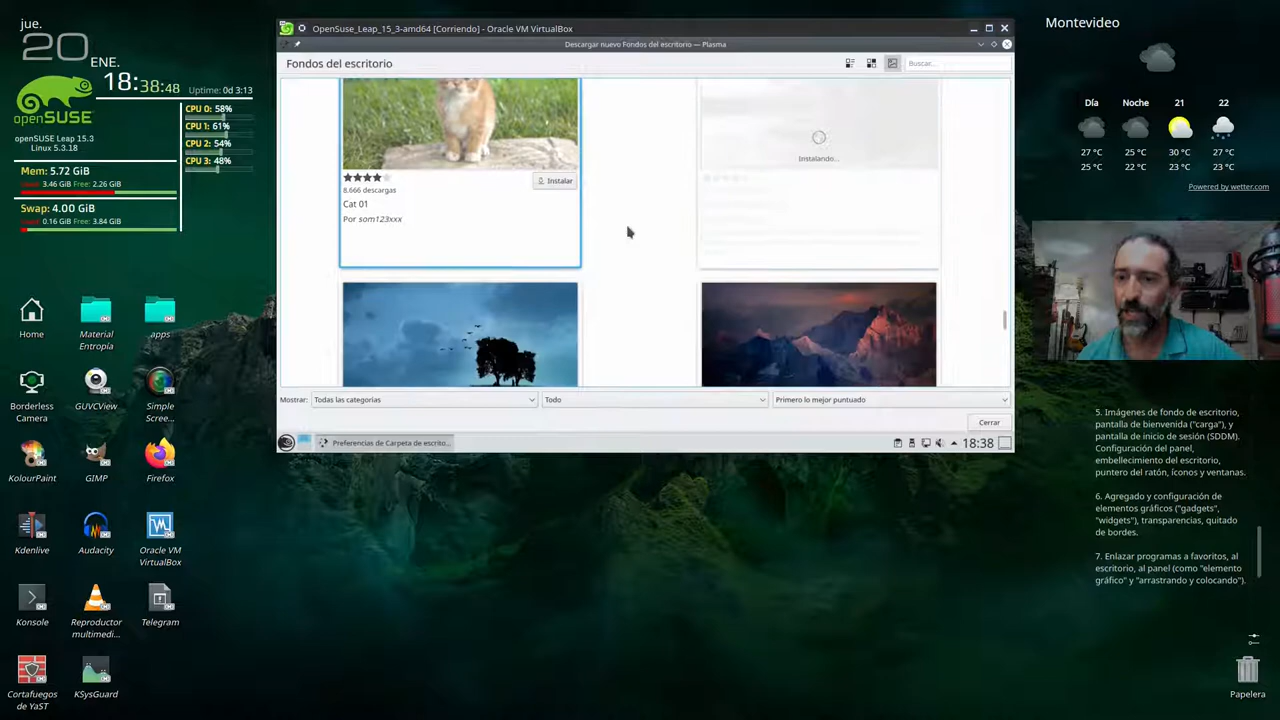 jue.
20
ENE.
18:38:48
Uptime: 0d 3:13
openSUSE
openSUSE Leap 15.3
Linux 5.3.18
CPU 0: 58%
CPU 1: 61%
CPU 2: 54%
CPU 3: 48%
Mem: 5.72 GiB
Used: 3.46 GiB Free: 2.26 GiB
Swap: 4.00 GiB
Used: 0.16 GiB Free: 3.84 GiB
Home
Material
Entropía
apps
Borderless
Camera
GUVCView
Simple
Scree...
KolourPaint
GIMP
Firefox
Kdenlive
Audacity
Oracle VM
VirtualBox
Konsole
Reproductor
multimedi...
Telegram
Cortafuegos
de YaST
KSysGuard
OpenSuse_Leap_15_3-amd64 [Corriendo] - Oracle VM VirtualBox
Descargar nuevo Fondos del escritorio — Plasma
Fondos del escritorio
Buscar...
Instalar
8.666 descargas
Cat 01
Por som123xxx
Instalando...
Mostrar:
Todas las categorías
Todo
Primero lo mejor puntuado
Cerrar
Preferencias de Carpeta de escrito...
18:38
Montevideo
Día
Noche
21
22
27 °C
25 °C
30 °C
27 °C
25 °C
22 °C
23 °C
23 °C
Powered by wetter.com
5. Imágenes de fondo de escritorio,
pantalla de bienvenida ("carga"), y
pantalla de inicio de sesión (SDDM).
Configuración del panel,
embellecimiento del escritorio,
puntero del ratón, íconos y ventanas.
6. Agregado y configuración de
elementos gráficos ("gadgets",
"widgets"), transparencias, quitado
de bordes.
7. Enlazar programas a favoritos, al
escritorio, al panel (como "elemento
gráfico" y "arrastrando y colocando").
Papelera